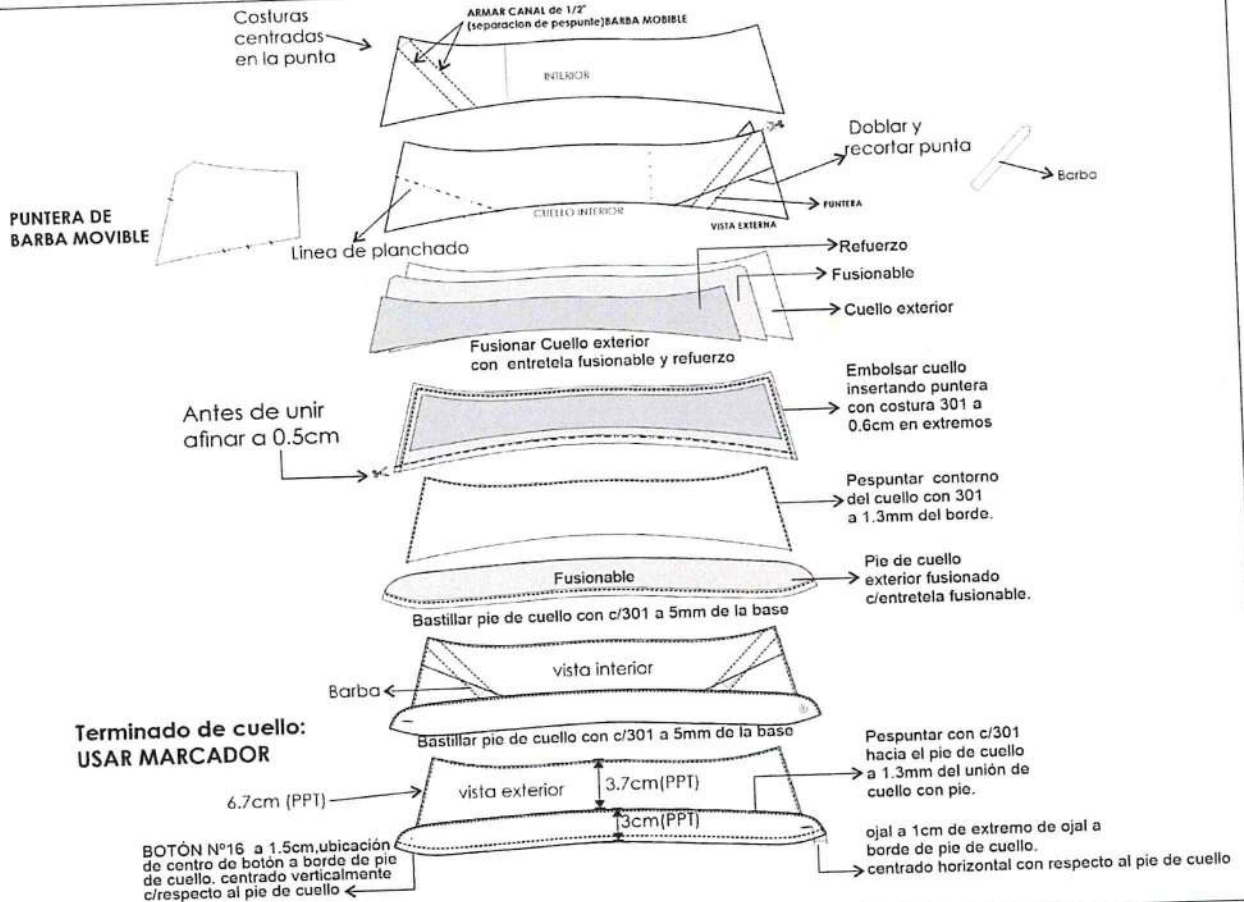 Costuras
centradas
en la punta
ARMAR CANAL de 1/2"
(separacion de pespunte)BARBA MOBIBLE
INTERIOR
Doblar y
recortar punta
Barba
PUNTERA
PUNTERA DE
BARBA MOVIBLE
CUELLO INTERIOR
VISTA EXTERNA
Linea de planchado
Refuerzo
Fusionable
Cuello exterior
Fusionar Cuello exterior
con entretela fusionable y refuerzo
Antes de unir
afinar a 0.5cm
Embolsar cuello
insertando puntera
con costura 301 a
0.6cm en extremos
Pespuntar contorno
del cuello con 301
a 1.3mm del borde.
Fusionable
Pie de cuello
exterior fusionado
c/entretela fusionable.
Bastillar pie de cuello con c/301 a 5mm de la base
vista interior
Barba
Terminado de cuello:
USAR MARCADOR
Bastillar pie de cuello con c/301 a 5mm de la base
Pespuntar con c/301
hacia el pie de cuello
a 1.3mm del unión de
cuello con pie.
6.7cm (PPT)
vista exterior
3.7cm(PPT)
3cm(PPT)
BOTÓN Nº16 a 1.5cm,ubicación
de centro de botón a borde de pie
de cuello. centrado verticalmente
c/respecto al pie de cuello
ojal a 1cm de extremo de ojal a
borde de pie de cuello.
centrado horizontal con respecto al pie de cuello